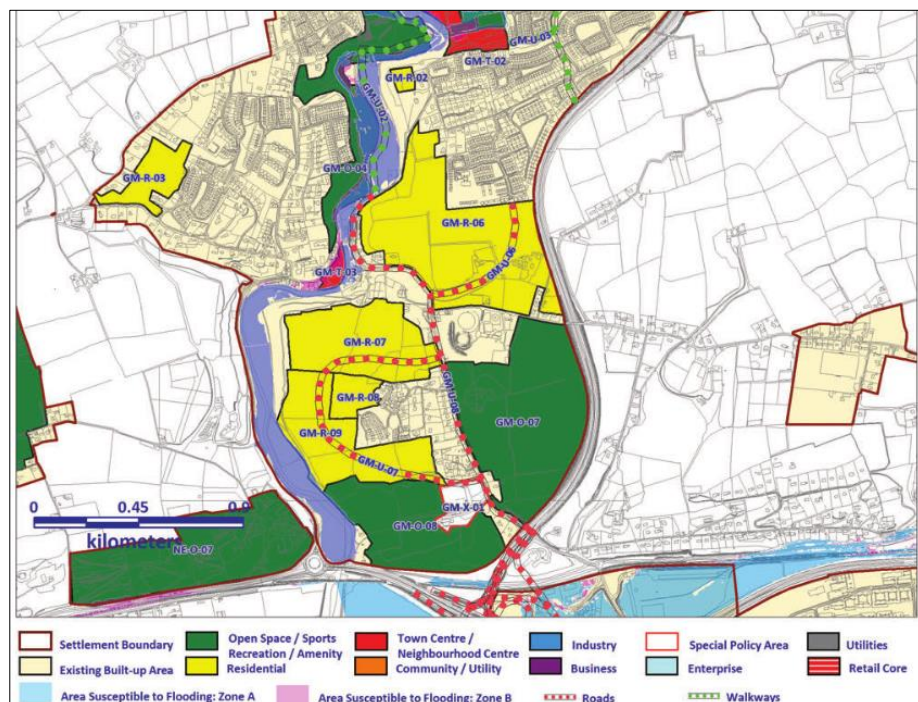 GM-U-03
GM-T-02
GM-R-02
GM-U-02
GM-O-04
GM-R-03
GM-R-06
GM-U-06
GM-T-03
GM-R-07
GM-R-08
GM-U-08
GM-O-07
GM-R-09
GM-U-07
GM-X-01
GM-O-08
0 0.45 0.9
kilometers
NE-O-07
Settlement Boundary
Open Space / Sports
Recreation / Amenity
Town Centre /
Neighbourhood Centre
Industry
Special Policy Area
Utilities
Existing Built-up Area
Residential
Community / Utility
Business
Enterprise
Retail Core
Area Susceptible to Flooding: Zone A
Area Susceptible to Flooding: Zone B
Roads
Walkways